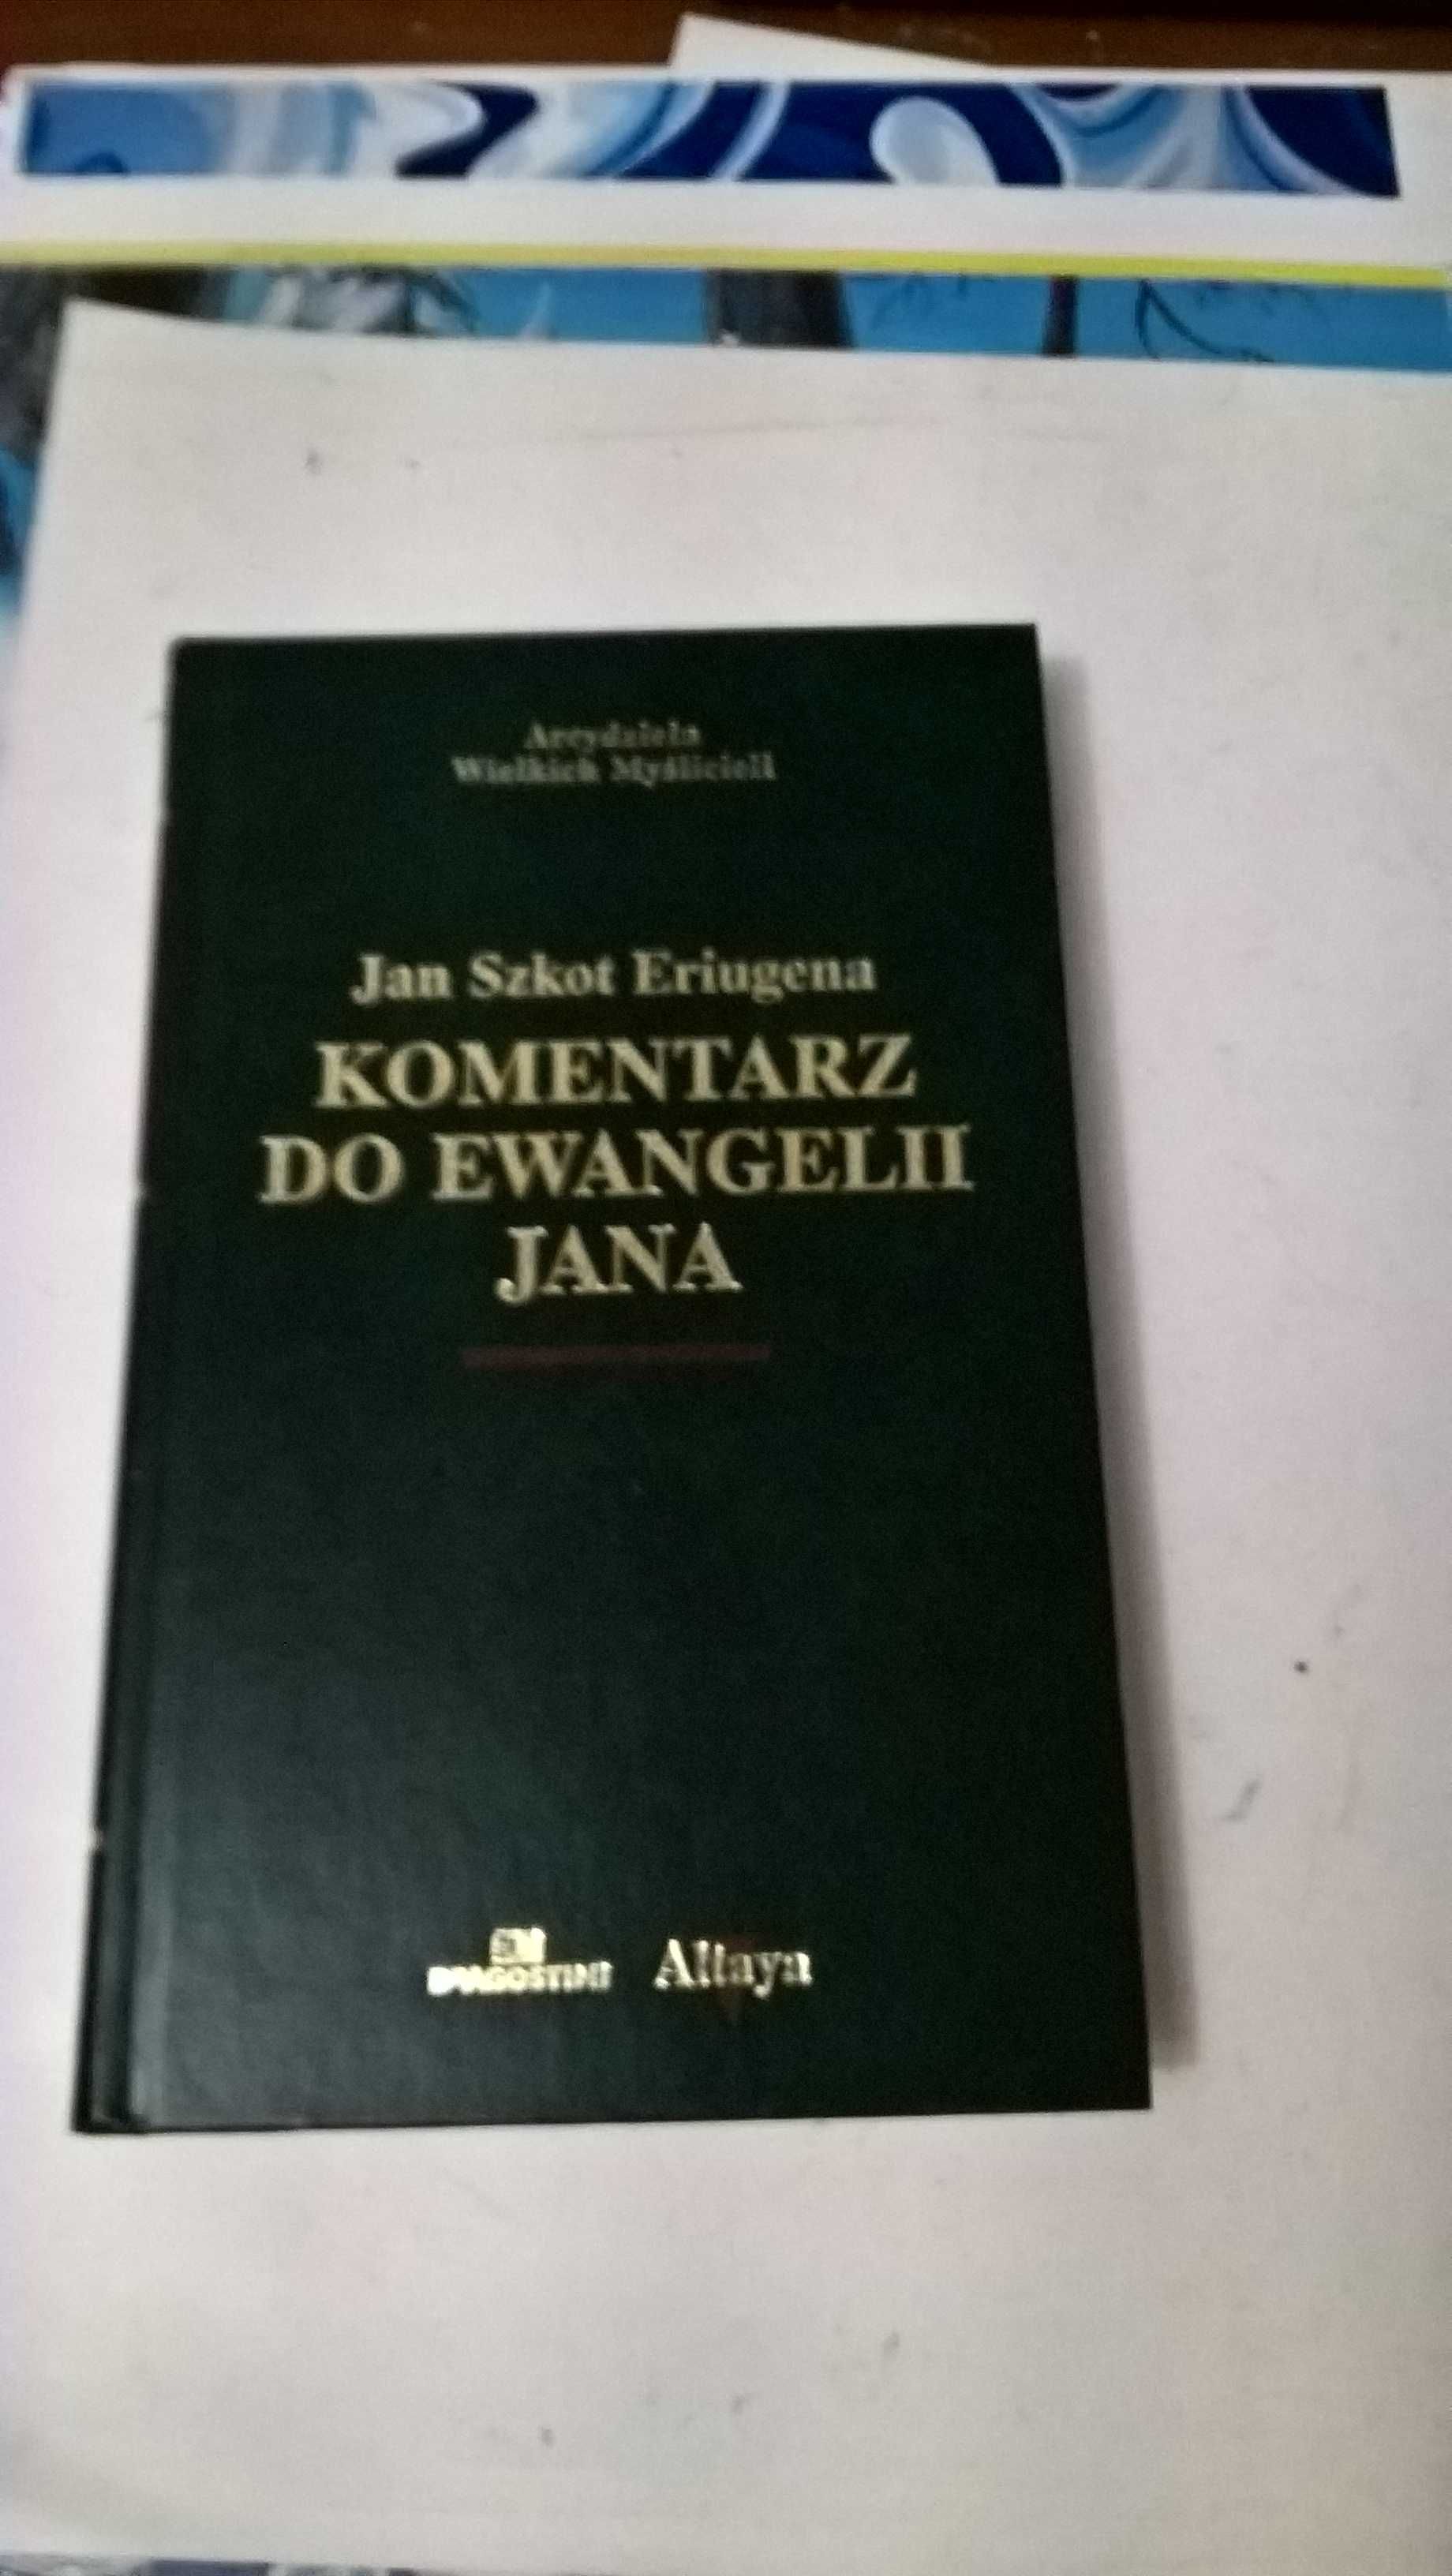 Arcydzieła
Wielkich Myślicieli
Jan Szkot Eriugena
KOMENTARZ
DO EWANGELII
JANA
DEAGOSTINI Altaya